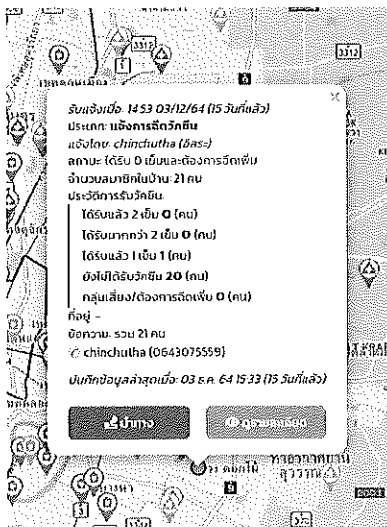 3312
3312
รับแจ้งเมื่อ: 14:53 03/12/64 (15 วันที่แล้ว)
ประเภท: แจ้งการฉีดวัคซีน
แจ้งโดย: chinchutha (อิสระ)
สถานะ: ได้รับ 0 เข็มและต้องการฉีดเพิ่ม
จำนวนสมาชิกในบ้าน: 21 คน
ประวัติการรับวัคซีน:
ได้รับแล้ว 2 เข็ม 0 (คน)
ได้รับมากกว่า 2 เข็ม 0 (คน)
ได้รับแล้ว 1 เข็ม 1 (คน)
ยังไม่ได้รับวัคซีน 20 (คน)
กลุ่มเสี่ยง/ต้องการฉีดเพิ่ม 0 (คน)
ที่อยู่ -
ข้อความ: รวม 21 คน
chinchutha (0643075559)
บันทึกข้อมูลล่าสุดเมื่อ: 03 ธ.ค. 64 15:33 (15 วันที่แล้ว)
นำทาง
ดูรายละเอียด